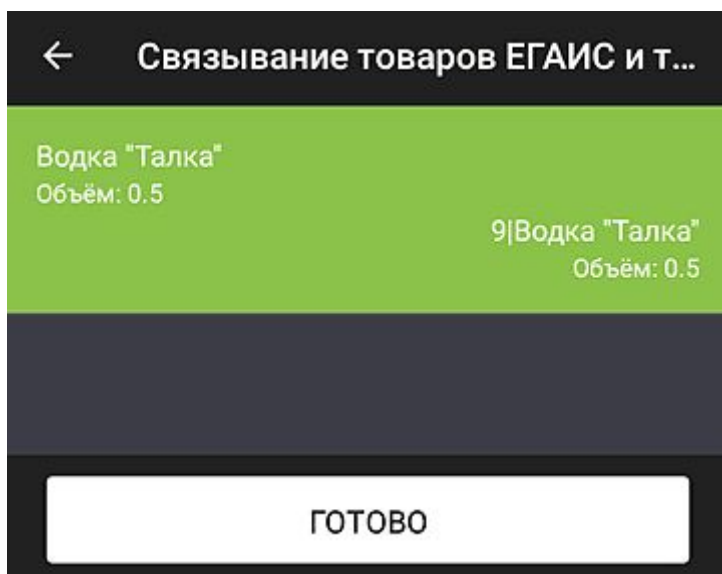 Связывание товаров ЕГАИС и т...
Водка "Талка"
Объём: 0.5
9|Водка "Талка"
Объём: 0.5
ГОТОВО